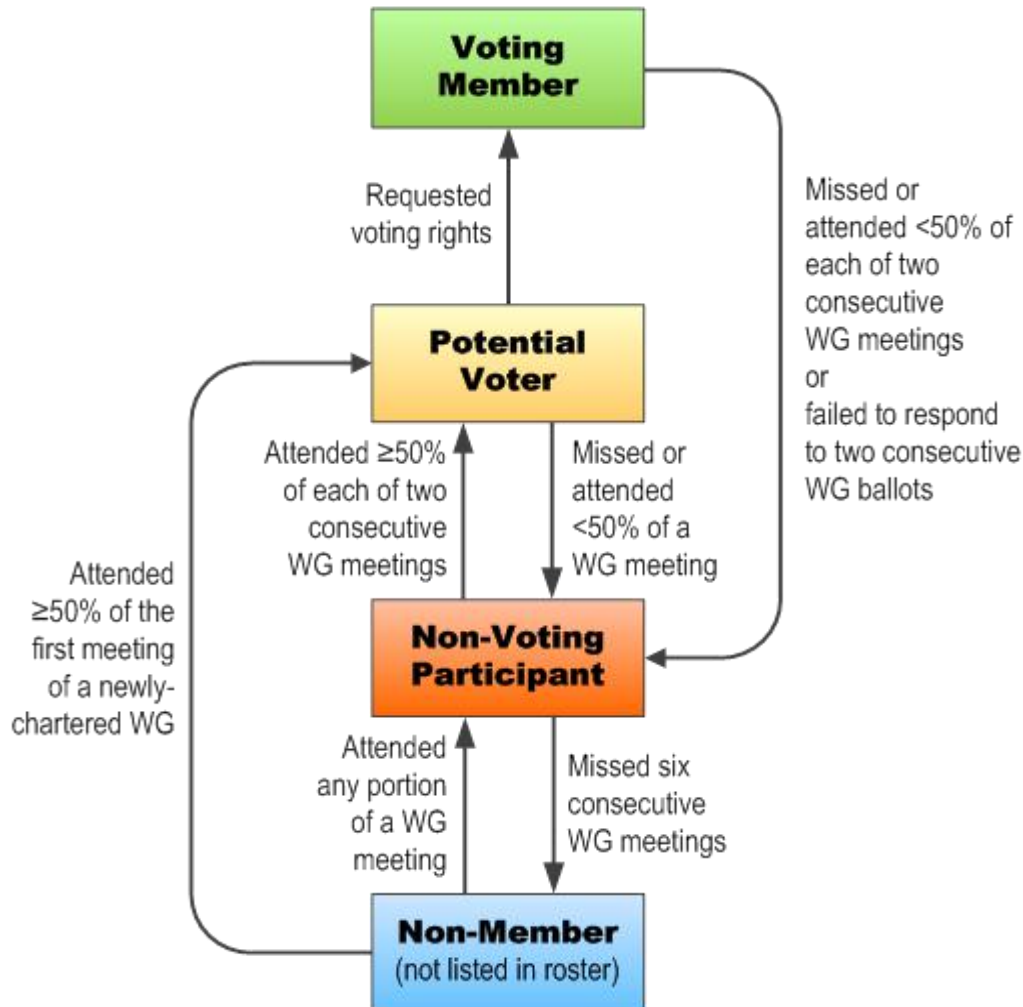 Voting
Member
Requested
voting rights
Missed or
attended <50% of
each of two
consecutive
WG meetings
or
failed to respond
to two consecutive
WG ballots
Potential
Voter
Attended ≥50%
of each of two
consecutive
WG meetings
Missed or
attended
<50% of a
WG meeting
Attended
≥50% of the
first meeting
of a newly-
chartered WG
Non-Voting
Participant
Attended
any portion
of a WG
meeting
Missed six
consecutive
WG meetings
Non-Member
(not listed in roster)